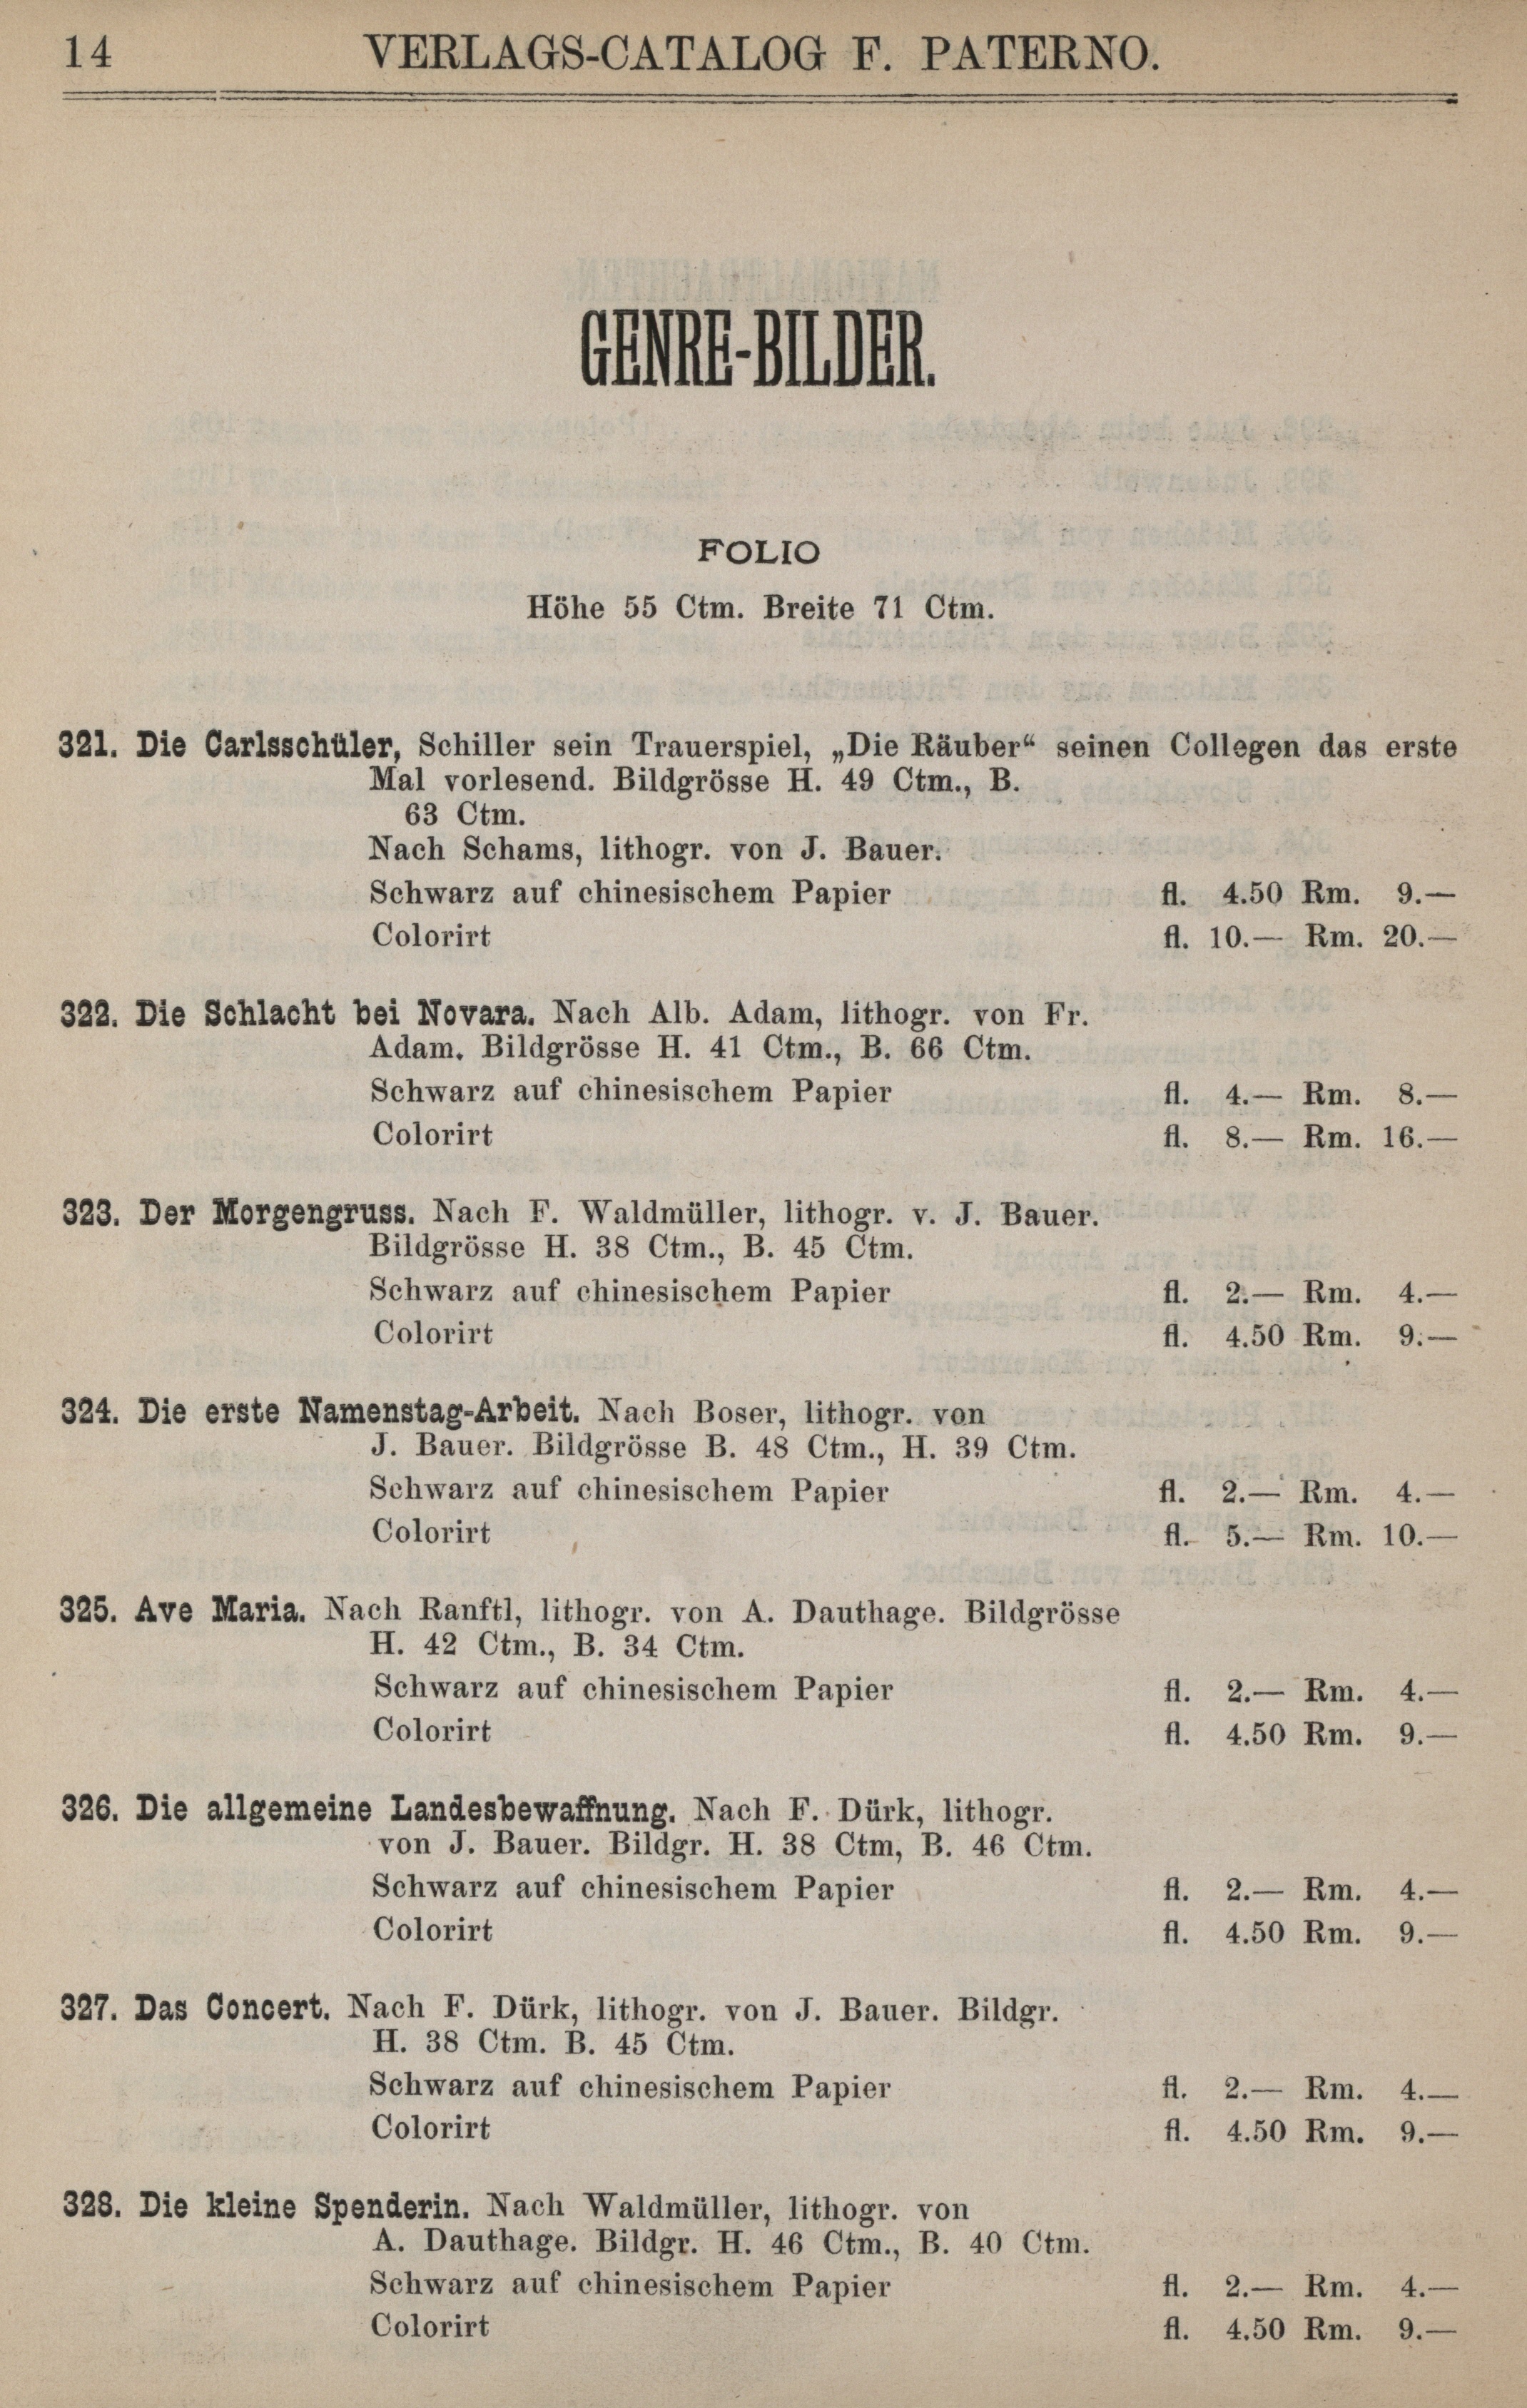 14 VERLAGS-CATALOG F. PATERNO.
GENRE-BILDER.
FOLIO
Höhe 55 Ctm. Breite 71 Ctm.
321. Die Carlsschüler, Schiller sein Trauerspiel, „Die Räuber“ seinen Collegen das erste
Mal vorlesend. Bildgrösse H. 49 Ctm., B.
63 Ctm.
Nach Schams, lithogr. von J. Bauer.
Schwarz auf chinesischem Papier fl. 4.50 Rm. 9.—
Colorirt fl. 10.— Rm. 20.—
322. Die Schlacht bei Novara. Nach Alb. Adam, lithogr. von Fr.
Adam. Bildgrösse H. 41 Ctm., B. 66 Ctm.
Schwarz auf chinesischem Papier fl. 4.— Rm. 8.—
Colorirt fl. 8.— Rm. 16.—
323. Der Morgengruss. Nach F. Waldmüller, lithogr. v. J. Bauer.
Bildgrösse H. 38 Ctm., B. 45 Ctm.
Schwarz auf chinesischem Papier fl. 2.— Rm. 4.—
Colorirt fl. 4.50 Rm. 9.—
324. Die erste Namenstag-Arbeit. Nach Boser, lithogr. von
J. Bauer. Bildgrösse B. 48 Ctm., H. 39 Ctm.
Schwarz auf chinesischem Papier fl. 2.— Rm. 4.—
Colorirt fl. 5.— Rm. 10.—
325. Ave Maria. Nach Ranftl, lithogr. von A. Dauthage. Bildgrösse
H. 42 Ctm., B. 34 Ctm.
Schwarz auf chinesischem Papier fl. 2.— Rm. 4.—
Colorirt fl. 4.50 Rm. 9.—
326. Die allgemeine Landesbewaffnung. Nach F. Dürk, lithogr.
von J. Bauer. Bildgr. H. 38 Ctm, B. 46 Ctm.
Schwarz auf chinesischem Papier fl. 2.— Rm. 4.—
Colorirt fl. 4.50 Rm. 9.—
327. Das Concert. Nach F. Dürk, lithogr. von J. Bauer. Bildgr.
H. 38 Ctm. B. 45 Ctm.
Schwarz auf chinesischem Papier fl. 2.— Rm. 4.—
Colorirt fl. 4.50 Rm. 9.—
328. Die kleine Spenderin. Nach Waldmüller, lithogr. von
A. Dauthage. Bildgr. H. 46 Ctm., B. 40 Ctm.
Schwarz auf chinesischem Papier fl. 2.— Rm. 4.—
Colorirt fl. 4.50 Rm. 9.—